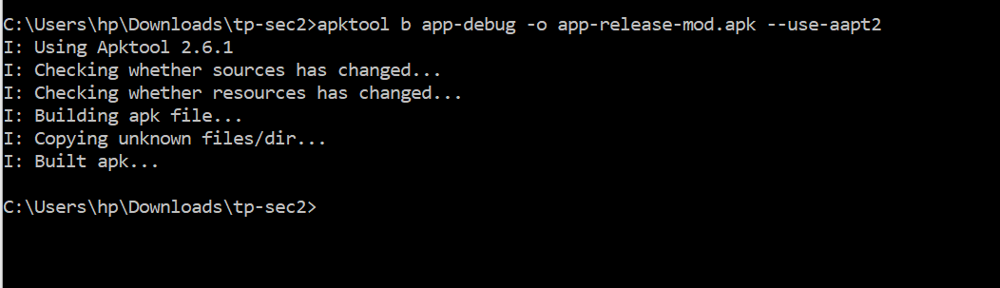 C:\Users\hp\Downloads\tp-sec2>apktool b app-debug -o app-release-mod.apk --use-aapt2
I: Using Apktool 2.6.1
I: Checking whether sources has changed...
I: Checking whether resources has changed...
I: Building apk file...
I: Copying unknown files/dir...
I: Built apk...
C:\Users\hp\Downloads\tp-sec2>